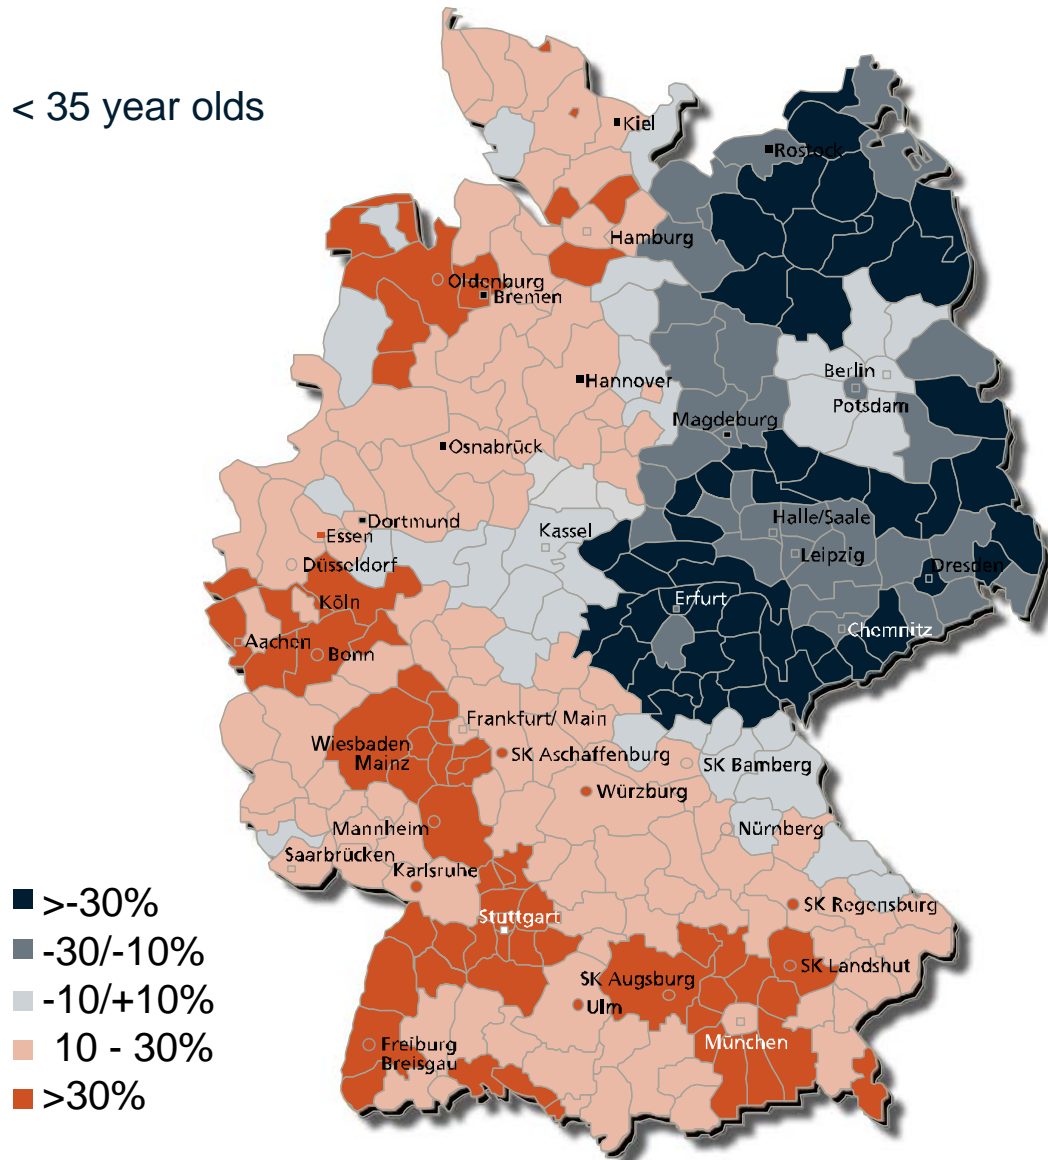 < 35 year olds
Kiel
Rostock
Hamburg
Oldenburg
Bremen
Berlin
Hannover
Potsdam
Magdeburg
Osnabrück
Halle/Saale
Dortmund
Kassel
Essen
Leipzig
Düsseldorf
Dresden
Erfurt
Köln
Chemnitz
Aachen
Bonn
Frankfurt/ Main
Wiesbaden
Mainz
SK Aschaffenburg
SK Bamberg
Würzburg
Mannheim
Nürnberg
Saarbrücken
Karlsruhe
>-30%
SK Regensburg
Stuttgart
-30/-10%
SK Landshut
SK Augsburg
-10/+10%
Ulm
10 - 30%
Freiburg
Breisgau
München
>30%